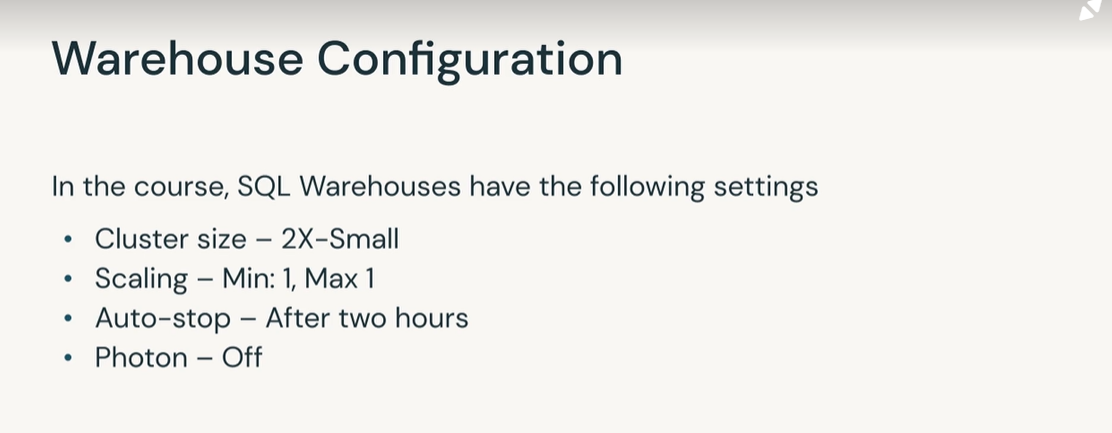 Warehouse Configuration
In the course, SQL Warehouses have the following settings
• Cluster size – 2X-Small
• Scaling – Min: 1, Max 1
• Auto-stop – After two hours
• Photon – Off